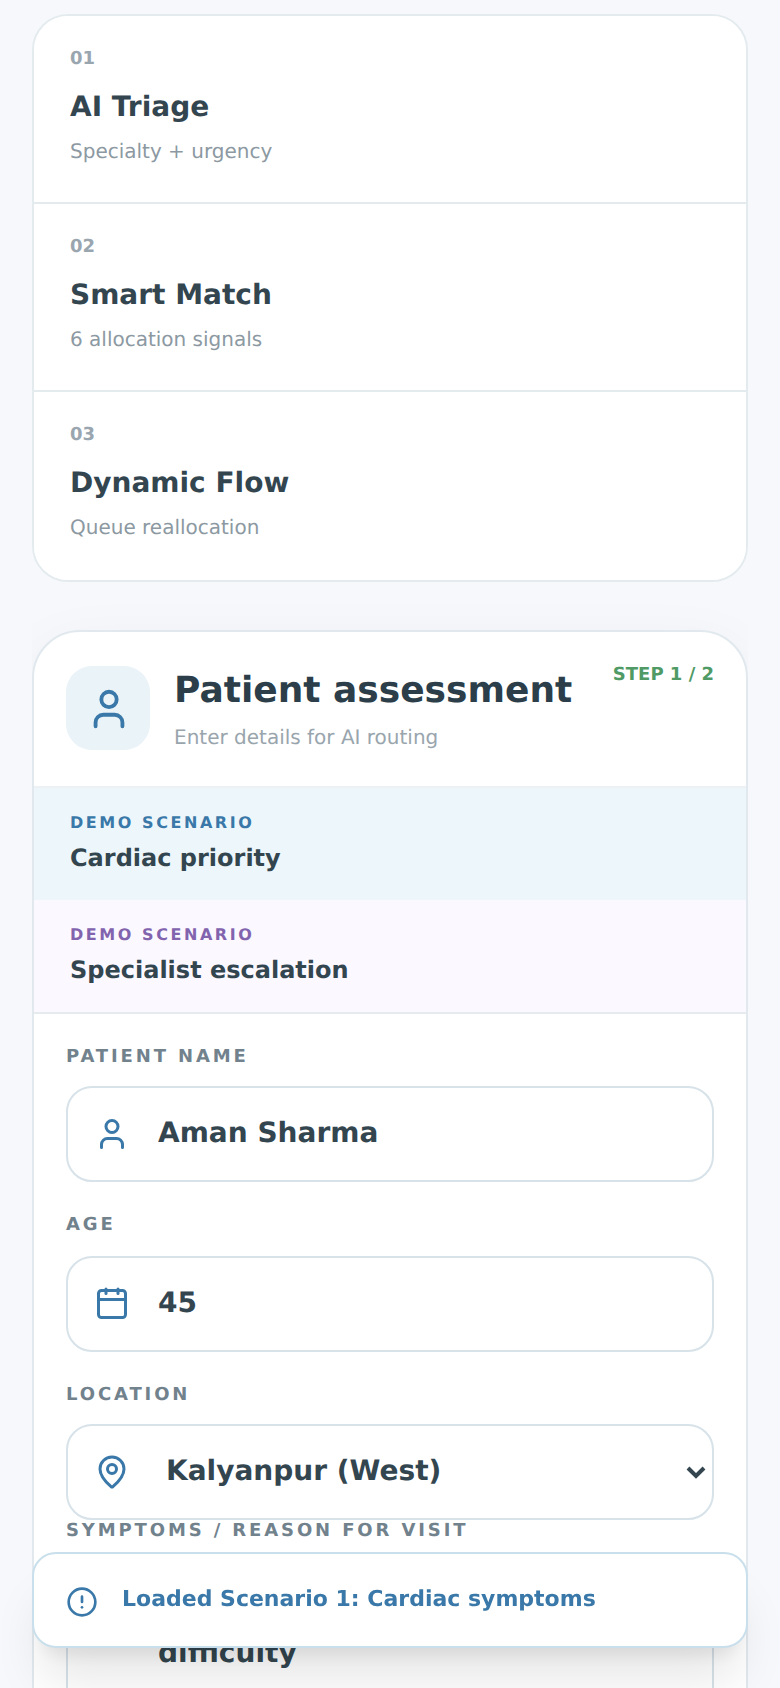 01
AI Triage
Specialty + urgency
02
Smart Match
6 allocation signals
03
Dynamic Flow
Queue reallocation
Patient assessment
STEP 1 / 2
Enter details for AI routing
DEMO SCENARIO
Cardiac priority
DEMO SCENARIO
Specialist escalation
PATIENT NAME
Aman Sharma
AGE
45
LOCATION
Kalyanpur (West)
SYMPTOMS / REASON FOR VISIT
Loaded Scenario 1: Cardiac symptoms
difficulty